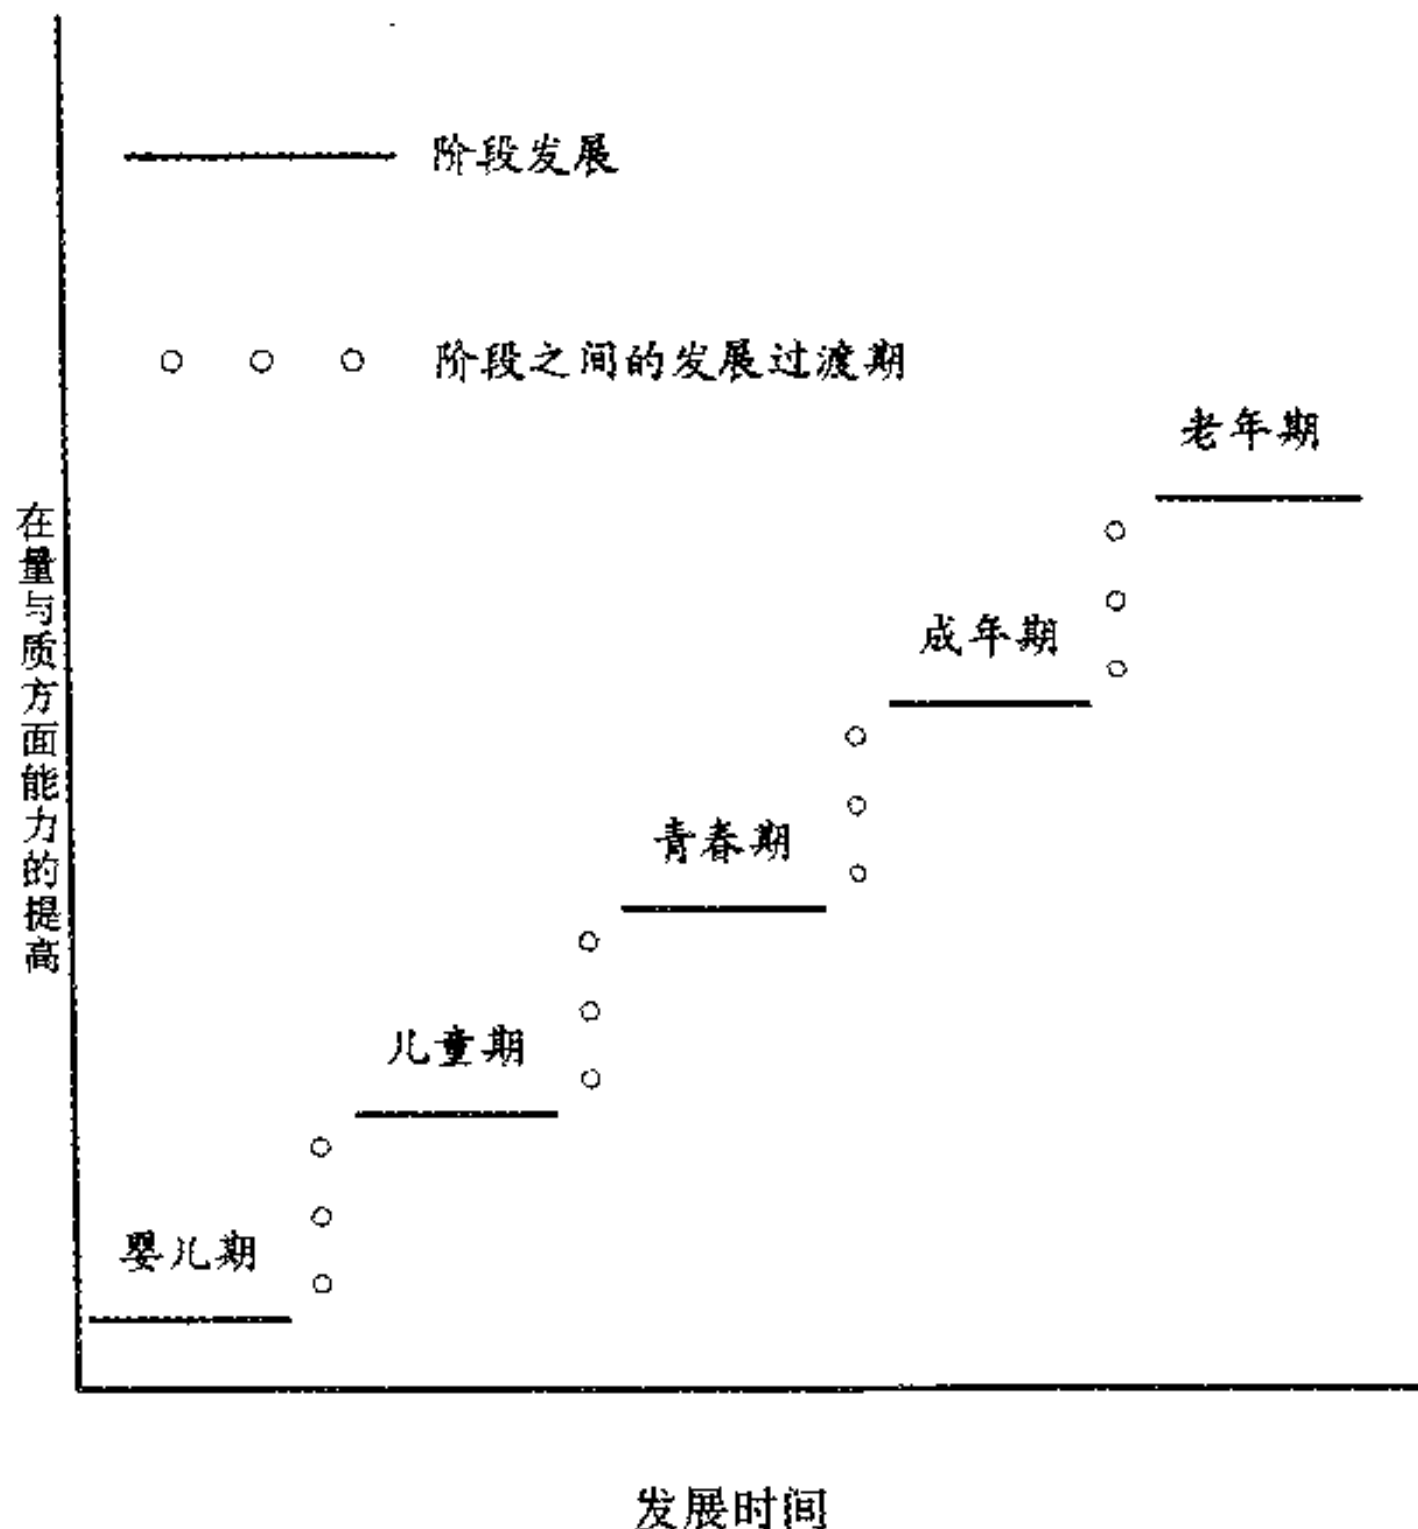 阶段发展
阶段之间的发展过渡期
老年期
在量与质方面能力的提高
成年期
青春期
儿童期
婴儿期
发展时间